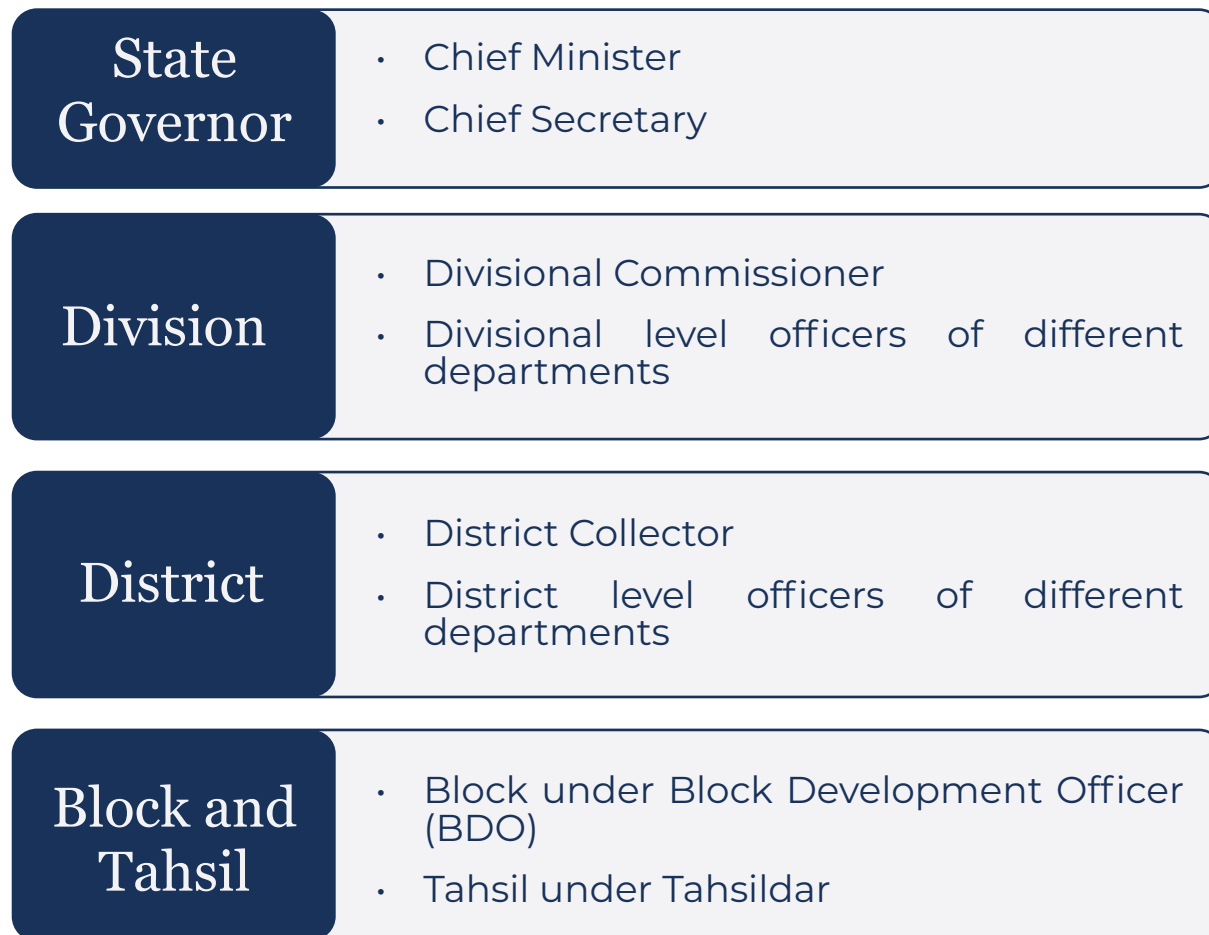 State
Governor
• Chief Minister
• Chief Secretary
Division
• Divisional Commissioner
• Divisional level officers of different
departments
District
• District Collector
• District level officers of different
departments
Block and
Tahsil
• Block under Block Development Officer
(BDO)
• Tahsil under Tahsildar